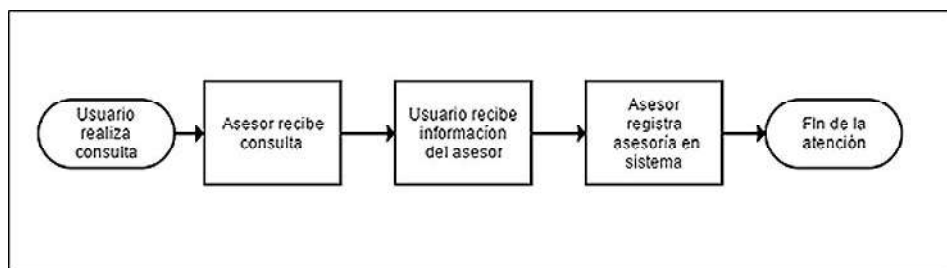 Usuario
realiza
consulta
Asesor recibe
consulta
Usuario recibe
informacion
del asesor
Asesor
registra
asesoría en
sistema
Fin de la
atención